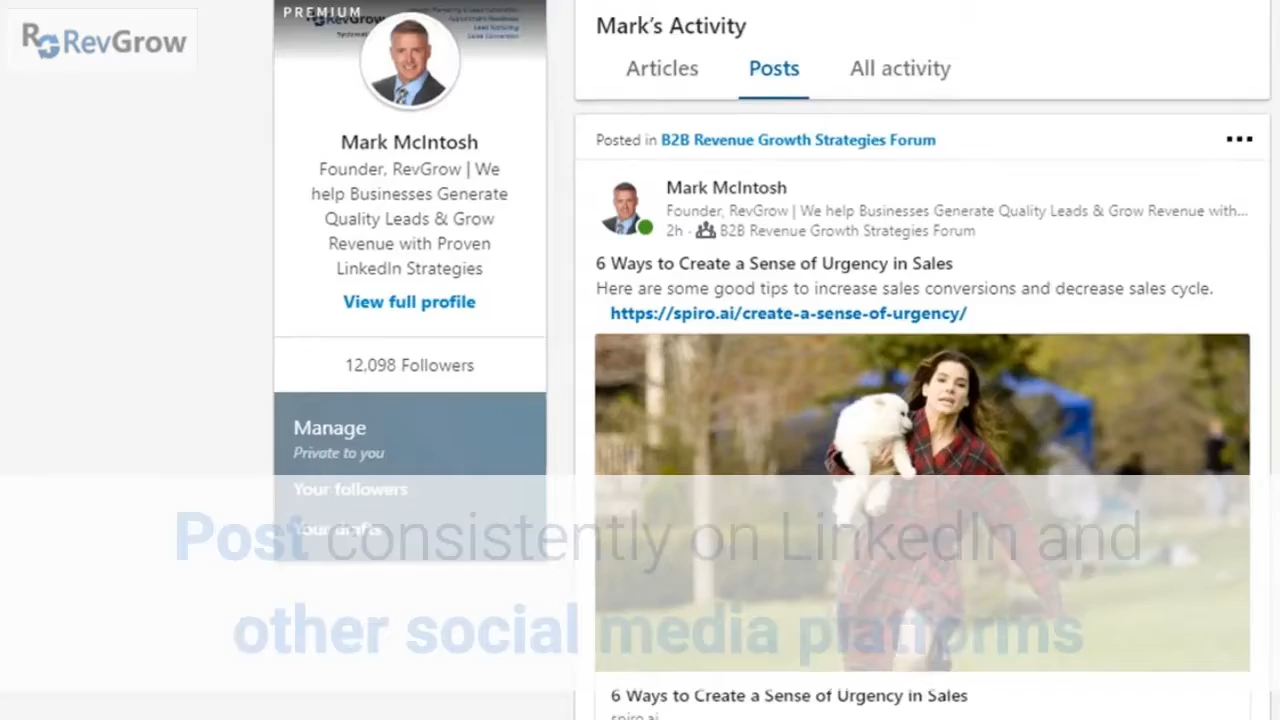 PREMIUM
RevGrow
RevGrow
Mark McIntosh
Founder, RevGrow | We
help Businesses Generate
Quality Leads & Grow
Revenue with Proven
LinkedIn Strategies
View full profile
12,098 Followers
Manage
Private to you
Your followers
Your drafts
Mark's Activity
Articles Posts All activity
Posted in B2B Revenue Growth Strategies Forum
Mark McIntosh
Founder, RevGrow | We help Businesses Generate Quality Leads & Grow Revenue with...
2h · B2B Revenue Growth Strategies Forum
6 Ways to Create a Sense of Urgency in Sales
Here are some good tips to increase sales conversions and decrease sales cycle.
https://spiro.ai/create-a-sense-of-urgency/
Post consistently on LinkedIn and
other social media platforms
6 Ways to Create a Sense of Urgency in Sales
spiro.ai